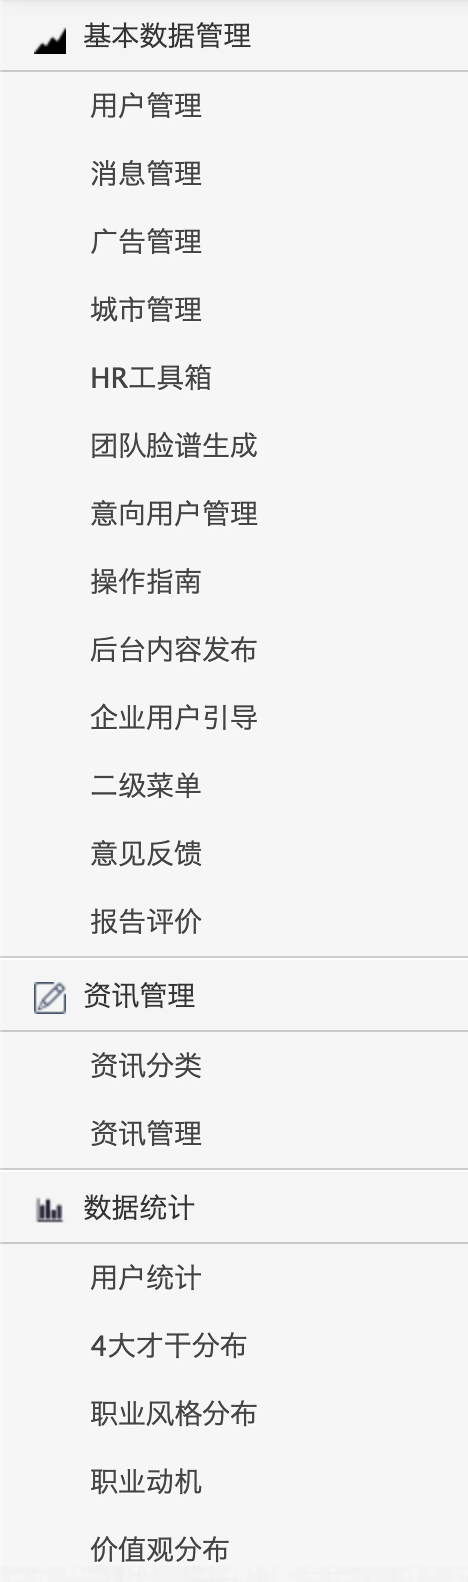 基本数据管理
用户管理
消息管理
广告管理
城市管理
HR工具箱
团队脸谱生成
意向用户管理
操作指南
后台内容发布
企业用户引导
二级菜单
意见反馈
报告评价
资讯管理
资讯分类
资讯管理
数据统计
用户统计
4大才干分布
职业风格分布
职业动机
价值观分布